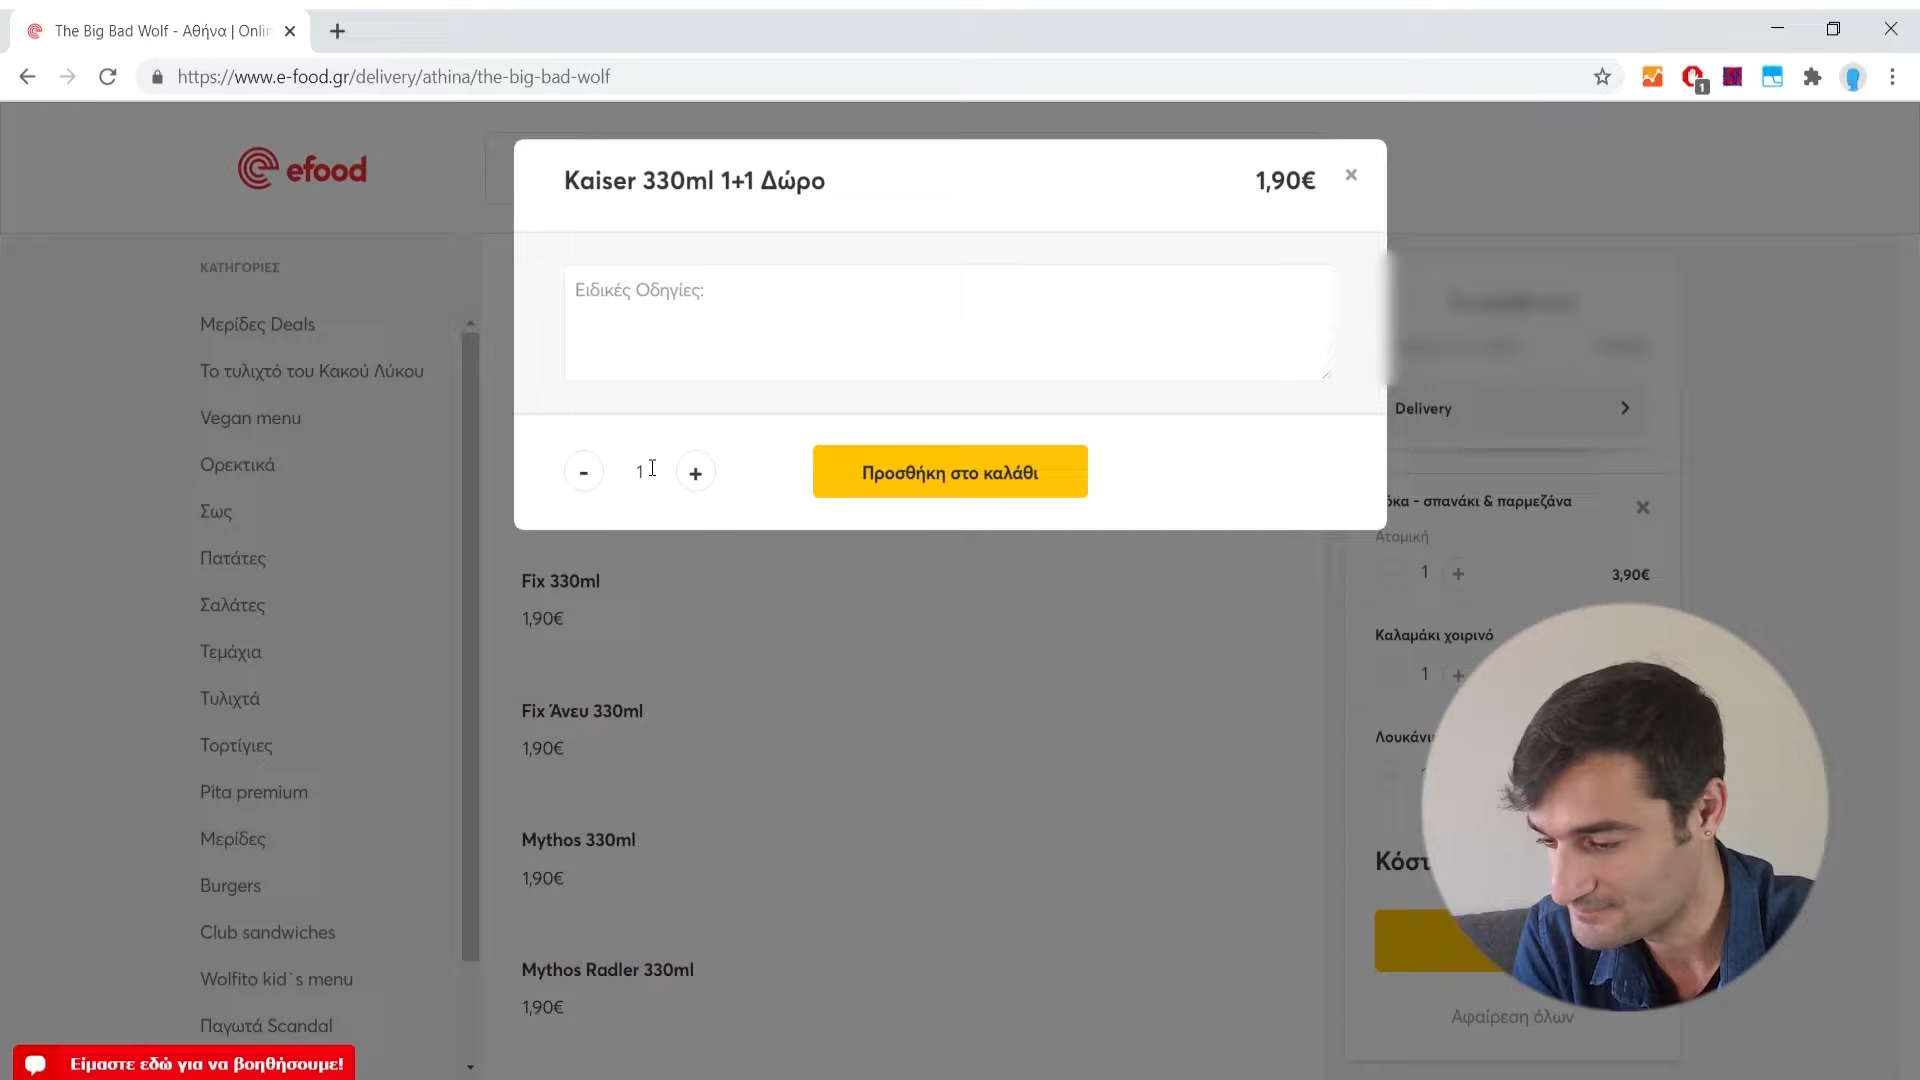 The Big Bad Wolf - Αθήνα | Onlin
https://www.e-food.gr/delivery/athina/the-big-bad-wolf
1
efood
Kaiser 330ml 1+1 Δώρο
1,90€
Ειδικές Οδηγίες:
-
1
+
Προσθήκη στο καλάθι
ΚΑΤΗΓΟΡΙΕΣ
Μερίδες Deals
Το τυλιχτό του Κακού Λύκου
Vegan menu
Ορεκτικά
Σως
Πατάτες
Σαλάτες
Τεμάχια
Τυλιχτά
Τορτίγιες
Pita premium
Μερίδες
Burgers
Club sandwiches
Wolfito kid`s menu
Παγωτά Scandal
Είμαστε εδώ για να βοηθήσουμε!
Fix 330ml
1,90€
Fix Άνευ 330ml
1,90€
Mythos 330ml
1,90€
Mythos Radler 330ml
1,90€
Delivery
- σπανάκι & παρμεζάνα
Ατομική
1 +
3,90€
Καλαμάκι χοιρινό
1 +
Αφαίρεση όλων